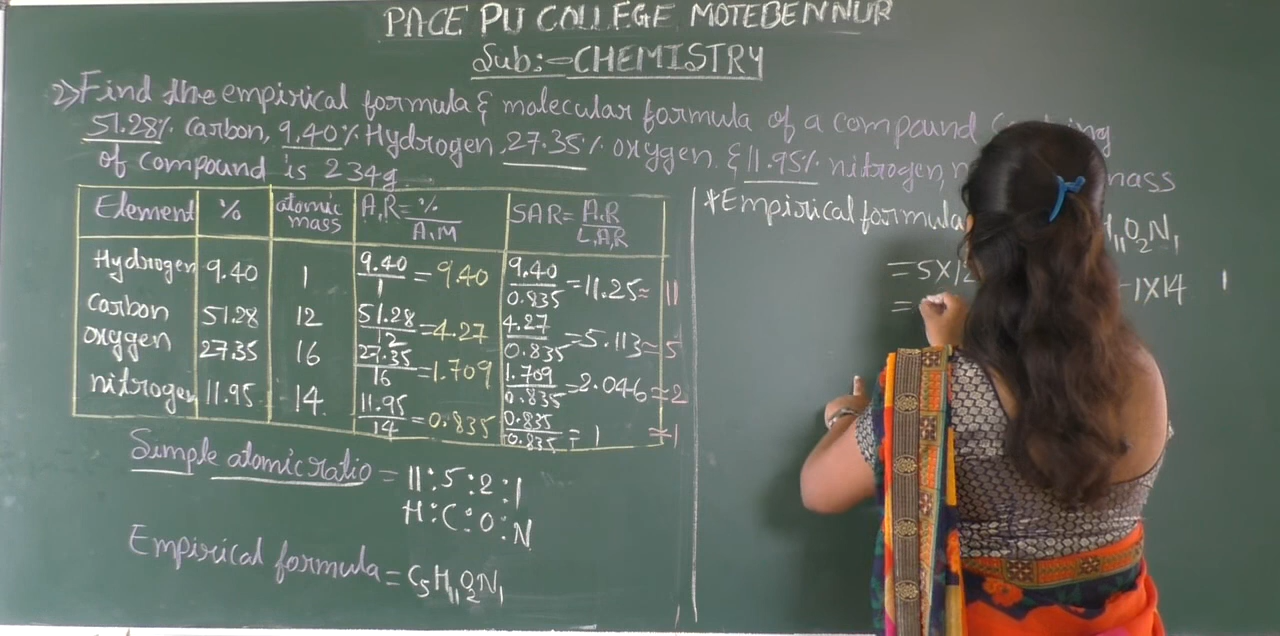 PACE PU COLLEGE MOTEBENNUR
Sub:- CHEMISTRY
2) Find the empirical formula & molecular formula of a compound
51.28% Carbon, 9.40% Hydrogen, 27.35% oxygen & 11.95% nitrogen, mass
of compound is 234g.
Element % atomic mass A.R = %/A.M SAR = A.R/L.A.R
Hydrogen 9.40 1 9.40/1 = 9.40 9.40/0.835 = 11.25 ≈ 11
Carbon 51.28 12 51.28/12 = 4.27 4.27/0.835 = 5.113 ≈ 5
oxygen 27.35 16 27.35/16 = 1.709 1.709/0.835 = 2.046 ≈ 2
nitrogen 11.95 14 11.95/14 = 0.835 0.835/0.835 = 1 ≈ 1
Simple atomic ratio = 11:5:2:1
H:C:O:N
Empirical formula = C₅H₁₁O₂N₁
*Empirical formula ₁₁O₂N₁
= 5×12 1×14
=